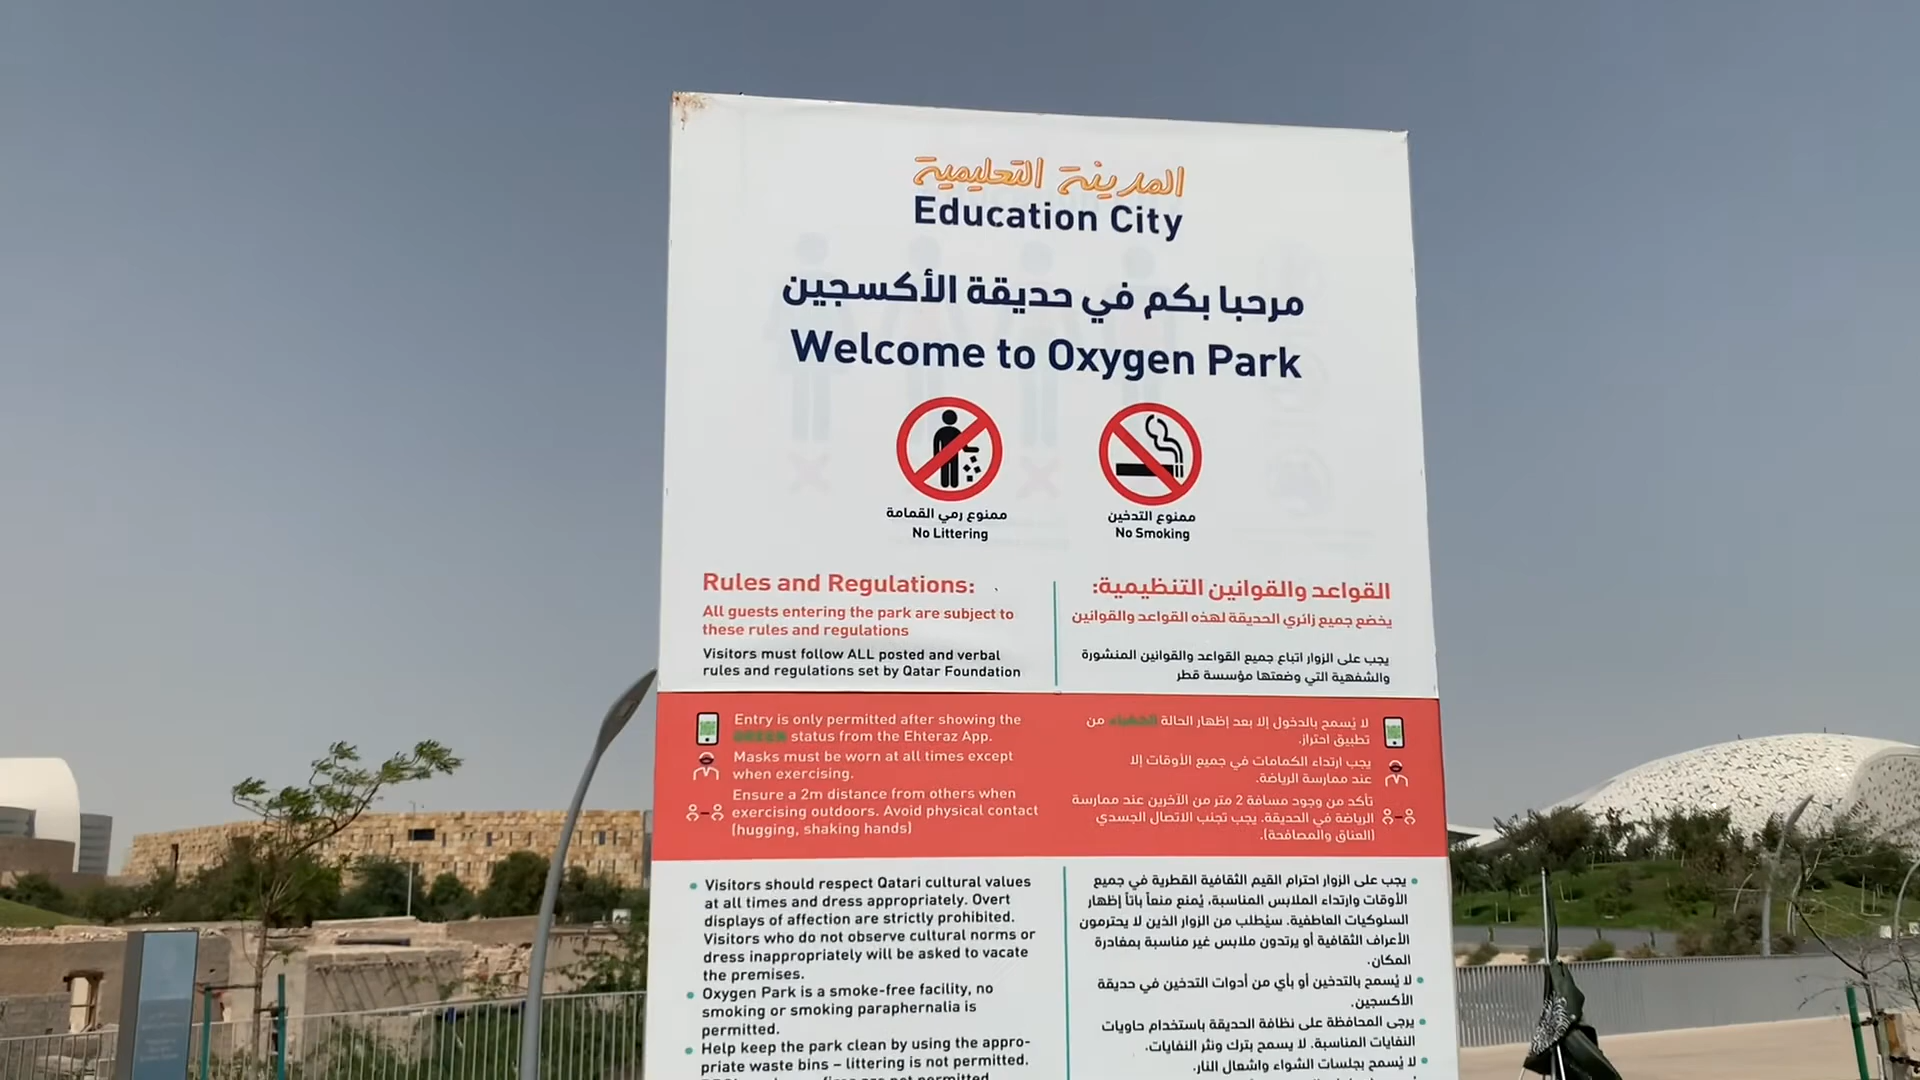 المدينة التعليمية
Education City
مرحبا بكم في حديقة الأكسجين
Welcome to Oxygen Park
ممنوع رمي القمامة
No Littering
ممنوع التدخين
No Smoking
Rules and Regulations:
All guests entering the park are subject to
these rules and regulations
Visitors must follow ALL posted and verbal
rules and regulations set by Qatar Foundation
القواعد والقوانين التنظيمية:
يخضع جميع زائري الحديقة لهذه القواعد والقوانين
يجب على الزوار اتباع جميع القواعد والقوانين المنشورة
والشفهية التي وضعتها مؤسسة قطر
Entry is only permitted after showing the
GREEN status from the Ehteraz App.
Masks must be worn at all times except
when exercising.
Ensure a 2m distance from others when
exercising outdoors. Avoid physical contact
(hugging, shaking hands)
لا يُسمح بالدخول إلا بعد إظهار الحالة الخضراء من
تطبيق احتراز.
يجب ارتداء الكمامات في جميع الأوقات إلا
عند ممارسة الرياضة.
تأكد من وجود مسافة 2 متر من الآخرين عند ممارسة
الرياضة في الحديقة. يجب تجنب الاتصال الجسدي
(العناق والمصافحة).
• Visitors should respect Qatari cultural values
at all times and dress appropriately. Overt
displays of affection are strictly prohibited.
Visitors who do not observe cultural norms or
dress inappropriately will be asked to vacate
the premises.
• Oxygen Park is a smoke-free facility, no
smoking or smoking paraphernalia is
permitted.
• Help keep the park clean by using the appro-
priate waste bins – littering is not permitted.
• يجب على الزوار احترام القيم الثقافية القطرية في جميع
الأوقات وارتداء الملابس المناسبة. يُمنع منعاً باتاً إظهار
السلوكيات العاطفية. سيُطلب من الزوار الذين لا يحترمون
الأعراف الثقافية أو يرتدون ملابس غير مناسبة بمغادرة
المكان.
• لا يُسمح بالتدخين أو بأي من أدوات التدخين في حديقة
الأكسجين.
• يرجى المحافظة على نظافة الحديقة باستخدام حاويات
النفايات المناسبة. لا يسمح بترك ونثر النفايات.
• لا يُسمح بجلسات الشواء واشعال النار.